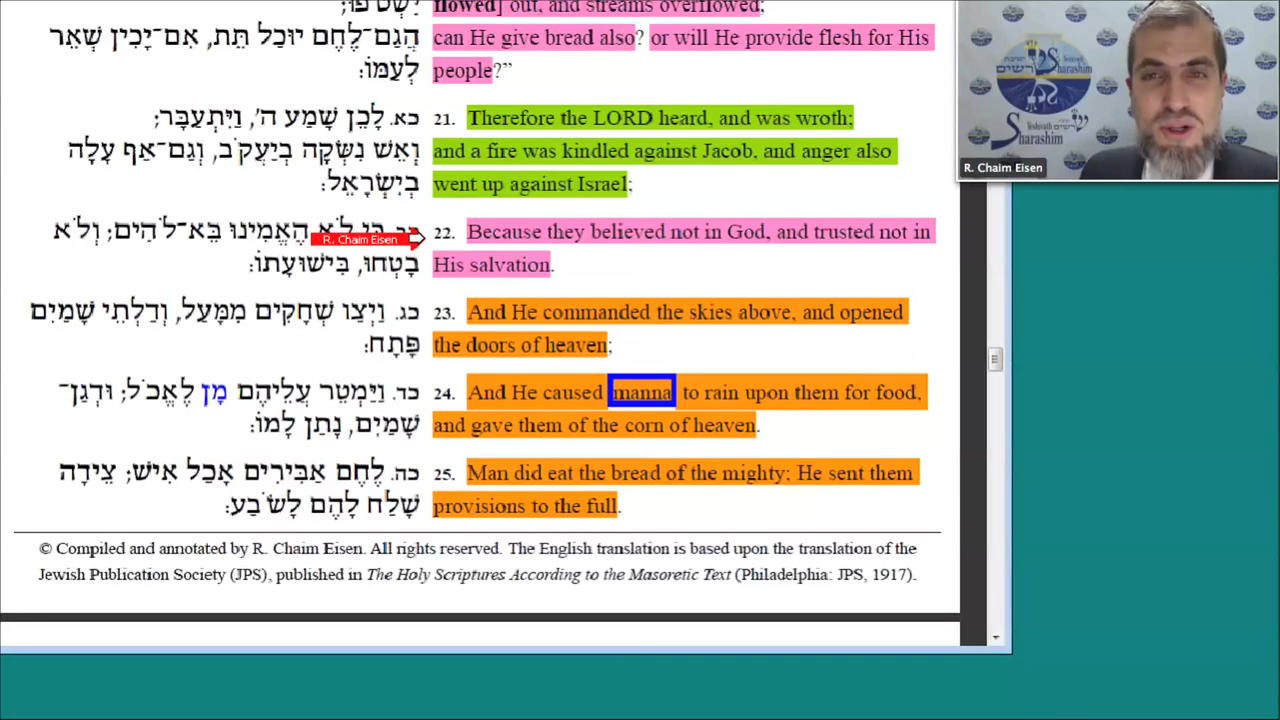 יִשְׁטֹפוּ;
הֲגַם־לֶחֶם יוּכַל תֵּת, אִם־יָכִין שְׁאֵר
לְעַמּוֹ:
flowed] out, and streams overflowed;
can He give bread also? or will He provide flesh for His
people?”
כא. לָכֵן שָׁמַע ה', וַיִּתְעַבָּר;
וְאֵשׁ נִשְּׂקָה בְיַעֲקֹב, וְגַם־אַף עָלָה
בְיִשְׂרָאֵל:
21. Therefore the LORD heard, and was wroth;
and a fire was kindled against Jacob, and anger also
went up against Israel;
כִּי לֹא הֶאֱמִינוּ בֵּא־לֹהִים; וְלֹא
בָטְחוּ, בִּישׁוּעָתוֹ:
R. Chaim Eisen
22. Because they believed not in God, and trusted not in
His salvation.
כג. וַיְצַו שְׁחָקִים מִמָּעַל, וְדַלְתֵי שָׁמַיִם
פָּתָח:
23. And He commanded the skies above, and opened
the doors of heaven;
כד. וַיַּמְטֵר עֲלֵיהֶם מָן לֶאֱכֹל; וּדְגַן־
שָׁמַיִם, נָתַן לָמוֹ:
24. And He caused manna to rain upon them for food,
and gave them of the corn of heaven.
כה. לֶחֶם אַבִּירִים אָכַל אִישׁ; צֵידָה
שָׁלַח לָהֶם לָשֹׂבַע:
25. Man did eat the bread of the mighty; He sent them
provisions to the full.
© Compiled and annotated by R. Chaim Eisen. All rights reserved. The English translation is based upon the translation of the
Jewish Publication Society (JPS), published in The Holy Scriptures According to the Masoretic Text (Philadelphia: JPS, 1917).
Yeshivath Sharashim
R. Chaim Eisen